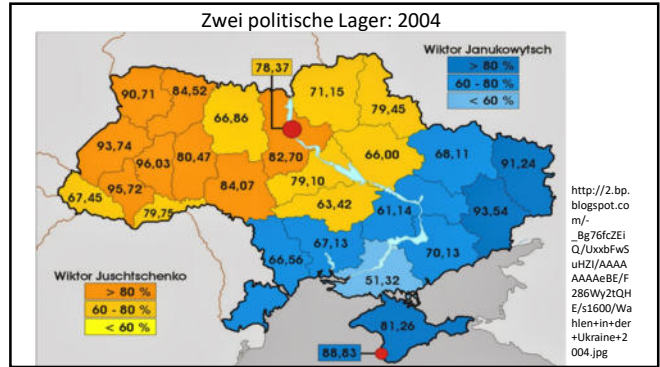 Zwei politische Lager: 2004
Wiktor Janukowytsch
> 80 %
60 - 80 %
< 60 %
78,37
90,71
84,52
66,86
71,15
79,45
93,74
96,03
80,47
82,70
66,00
68,11
91,24
67,45
95,72
79,75
84,07
79,10
63,42
61,14
93,54
66,56
67,13
70,13
51,32
81,26
88,83
Wiktor Juschtschenko
> 80 %
60 - 80 %
< 60 %
http://2.bp.
blogspot.co
m/-
_Bg76fcZEi
Q/UxxbFwS
uHZI/AAAA
AAAAeBE/F
286Wy2tQH
E/s1600/Wa
hlen+in+der
+Ukraine+2
004.jpg